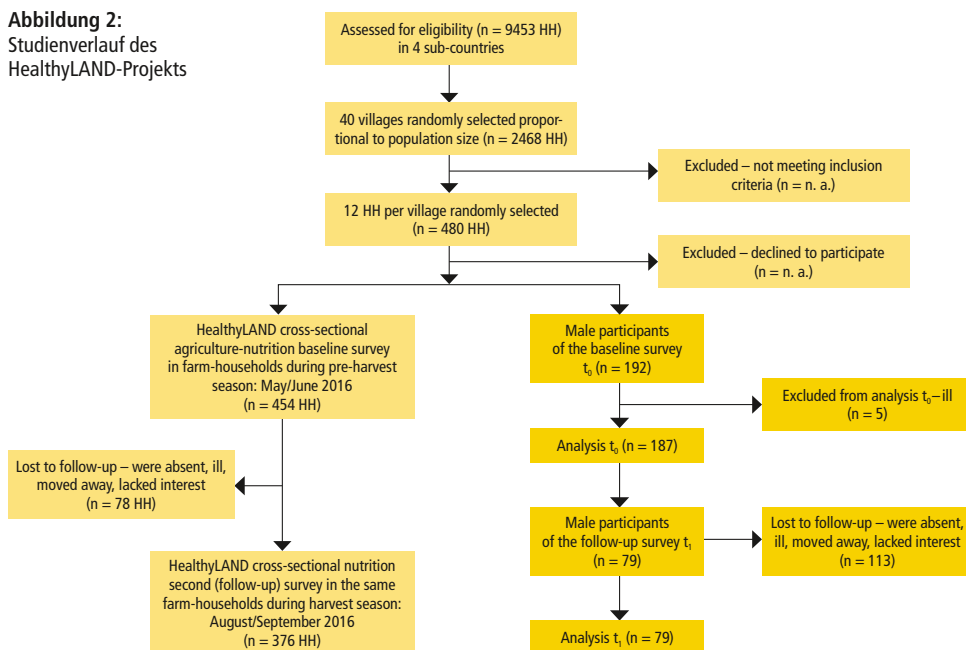 Abbildung 2:
Studienverlauf des
HealthyLAND-Projekts
Assessed for eligibility (n = 9453 HH)
in 4 sub-countries
40 villages randomly selected propor-
tional to population size (n = 2468 HH)
Excluded – not meeting inclusion
criteria (n = n. a.)
12 HH per village randomly selected
(n = 480 HH)
Excluded – declined to participate
(n = n. a.)
HealthyLAND cross-sectional
agriculture-nutrition baseline survey
in farm-households during pre-harvest
season: May/June 2016
(n = 454 HH)
Male participants
of the baseline survey
t₀ (n = 192)
Excluded from analysis t₀ – ill
(n = 5)
Analysis t₀ (n = 187)
Lost to follow-up – were absent, ill,
moved away, lacked interest
(n = 78 HH)
Male participants
of the follow-up survey t₁
(n = 79)
Lost to follow-up – were absent,
ill, moved away, lacked interest
(n = 113)
HealthyLAND cross-sectional nutrition
second (follow-up) survey in the same
farm-households during harvest season:
August/September 2016
(n = 376 HH)
Analysis t₁ (n = 79)